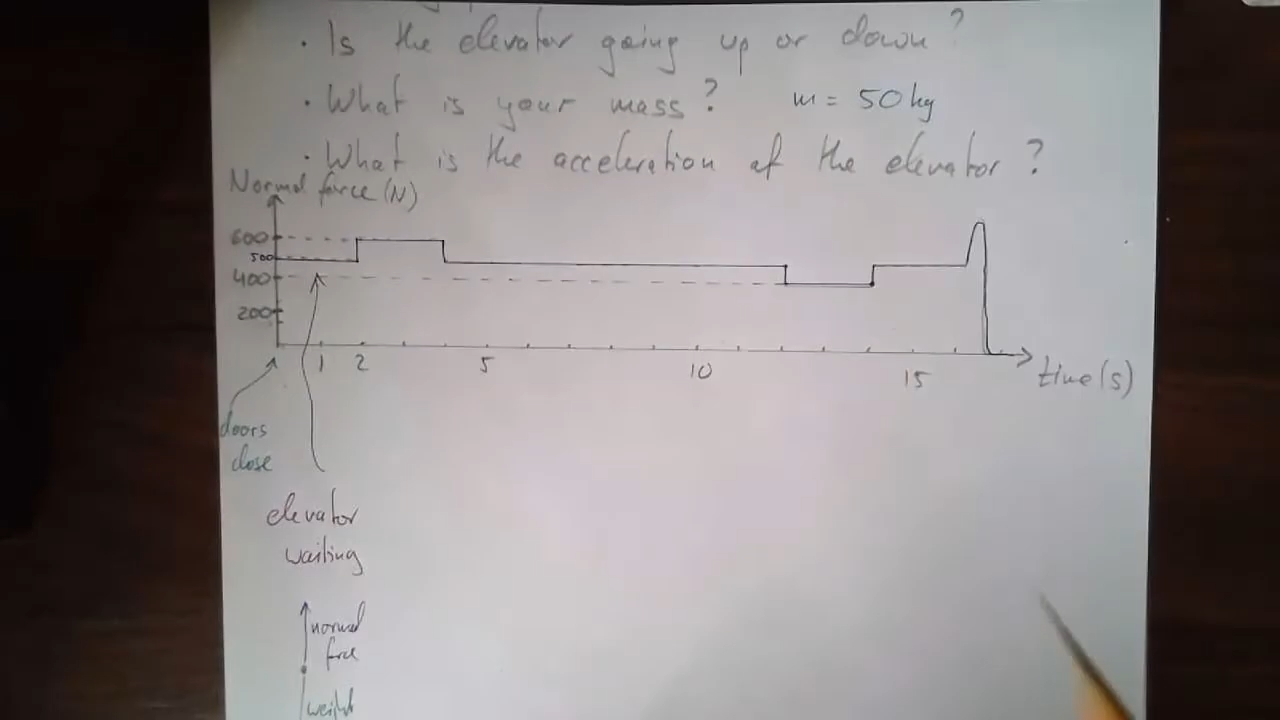 · Is the elevator going up or down?
· What is your mass? m = 50 kg
· What is the acceleration of the elevator?
Normal force (N)
600
500
400
200
1 2 5 10 15
time (s)
doors
close
elevator
waiting
normal
force
weight